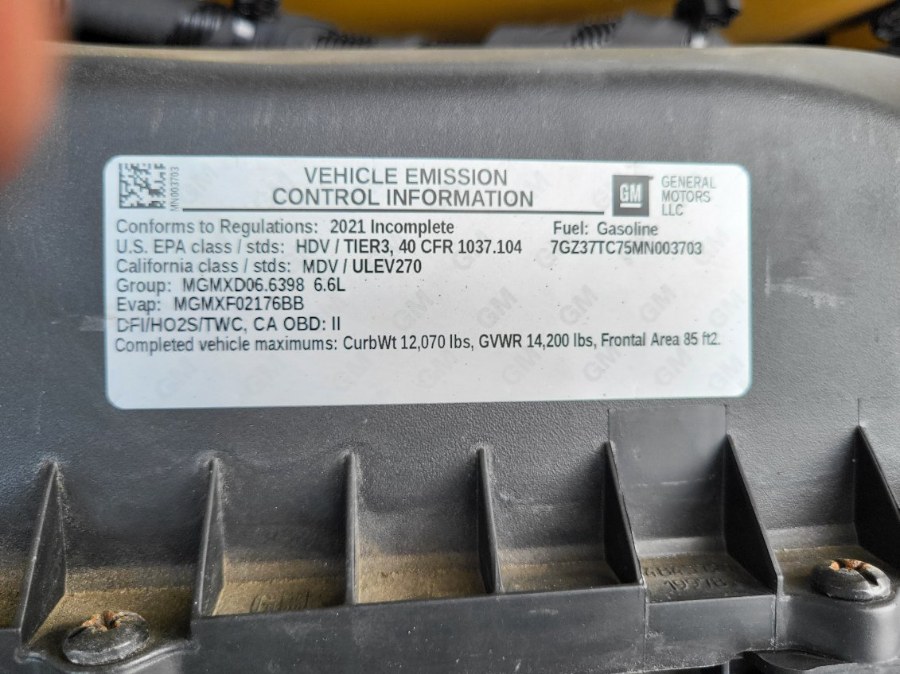 MN003703
VEHICLE EMISSION
CONTROL INFORMATION
GM
GENERAL
MOTORS
LLC
Conforms to Regulations: 2021 Incomplete
Fuel: Gasoline
U.S. EPA class / stds: HDV / TIER3, 40 CFR 1037.104
7GZ37TC75MN003703
California class / stds: MDV / ULEV270
Group: MGMXD06.6398 6.6L
Evap: MGMXF02176BB
DFI/HO2S/TWC, CA OBD: II
Completed vehicle maximums: CurbWt 12,070 lbs, GVWR 14,200 lbs, Frontal Area 85 ft2.